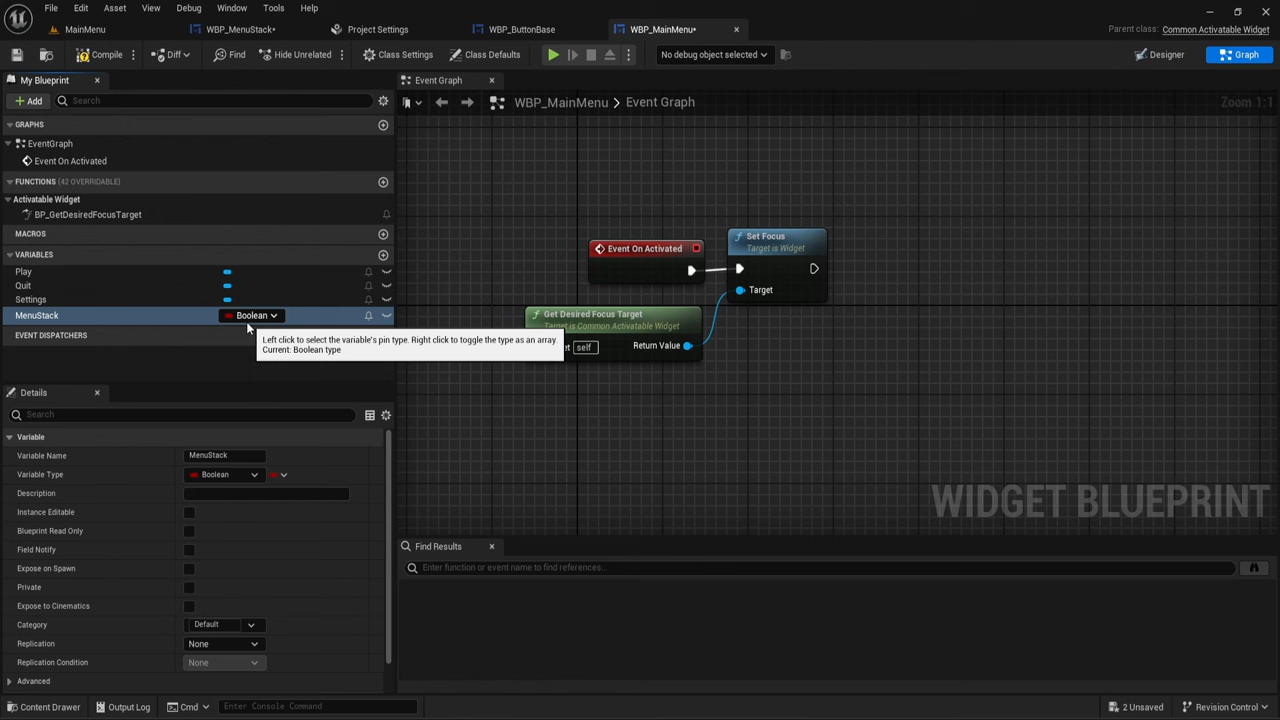 File Edit Asset View Debug Window Tools Help
MainMenu WBP_MenuStack• Project Settings WBP_ButtonBase WBP_MainMenu•
Parent class: Common Activatable Widget
Compile Diff Find Hide Unrelated Class Settings Class Defaults No debug object selected Designer Graph
My Blueprint
Event Graph
Add Search
WBP_MainMenu > Event Graph Zoom 1:1
GRAPHS
EventGraph
Event On Activated
FUNCTIONS (42 OVERRIDABLE)
Activatable Widget
BP_GetDesiredFocusTarget
MACROS
VARIABLES
Play
Quit
Settings
MenuStack Boolean
EVENT DISPATCHERS
Left click to select the variable's pin type. Right click to toggle the type as an array.
Current: Boolean type
Event On Activated
Set Focus
Target is Widget
Target
Get Desired Focus Target
Target is Common Activatable Widget
self Return Value
WIDGET BLUEPRINT
Details
Search
Variable
Variable Name MenuStack
Variable Type Boolean
Description
Instance Editable
Blueprint Read Only
Field Notify
Expose on Spawn
Private
Expose to Cinematics
Category Default
Replication None
Replication Condition None
Advanced
Find Results
Enter function or event name to find references...
Content Drawer Output Log Cmd Enter Console Command 2 Unsaved Revision Control